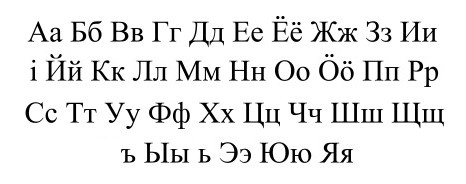 Аа Бб Вв Гг Дд Ее Ёё Жж Зз Ии
і Йй Кк Лл Мм Нн Оо Ӧӧ Пп Рр
Сс Тт Уу Фф Хх Цц Чч Шш Щщ
ъ Ыы ь Ээ Юю Яя